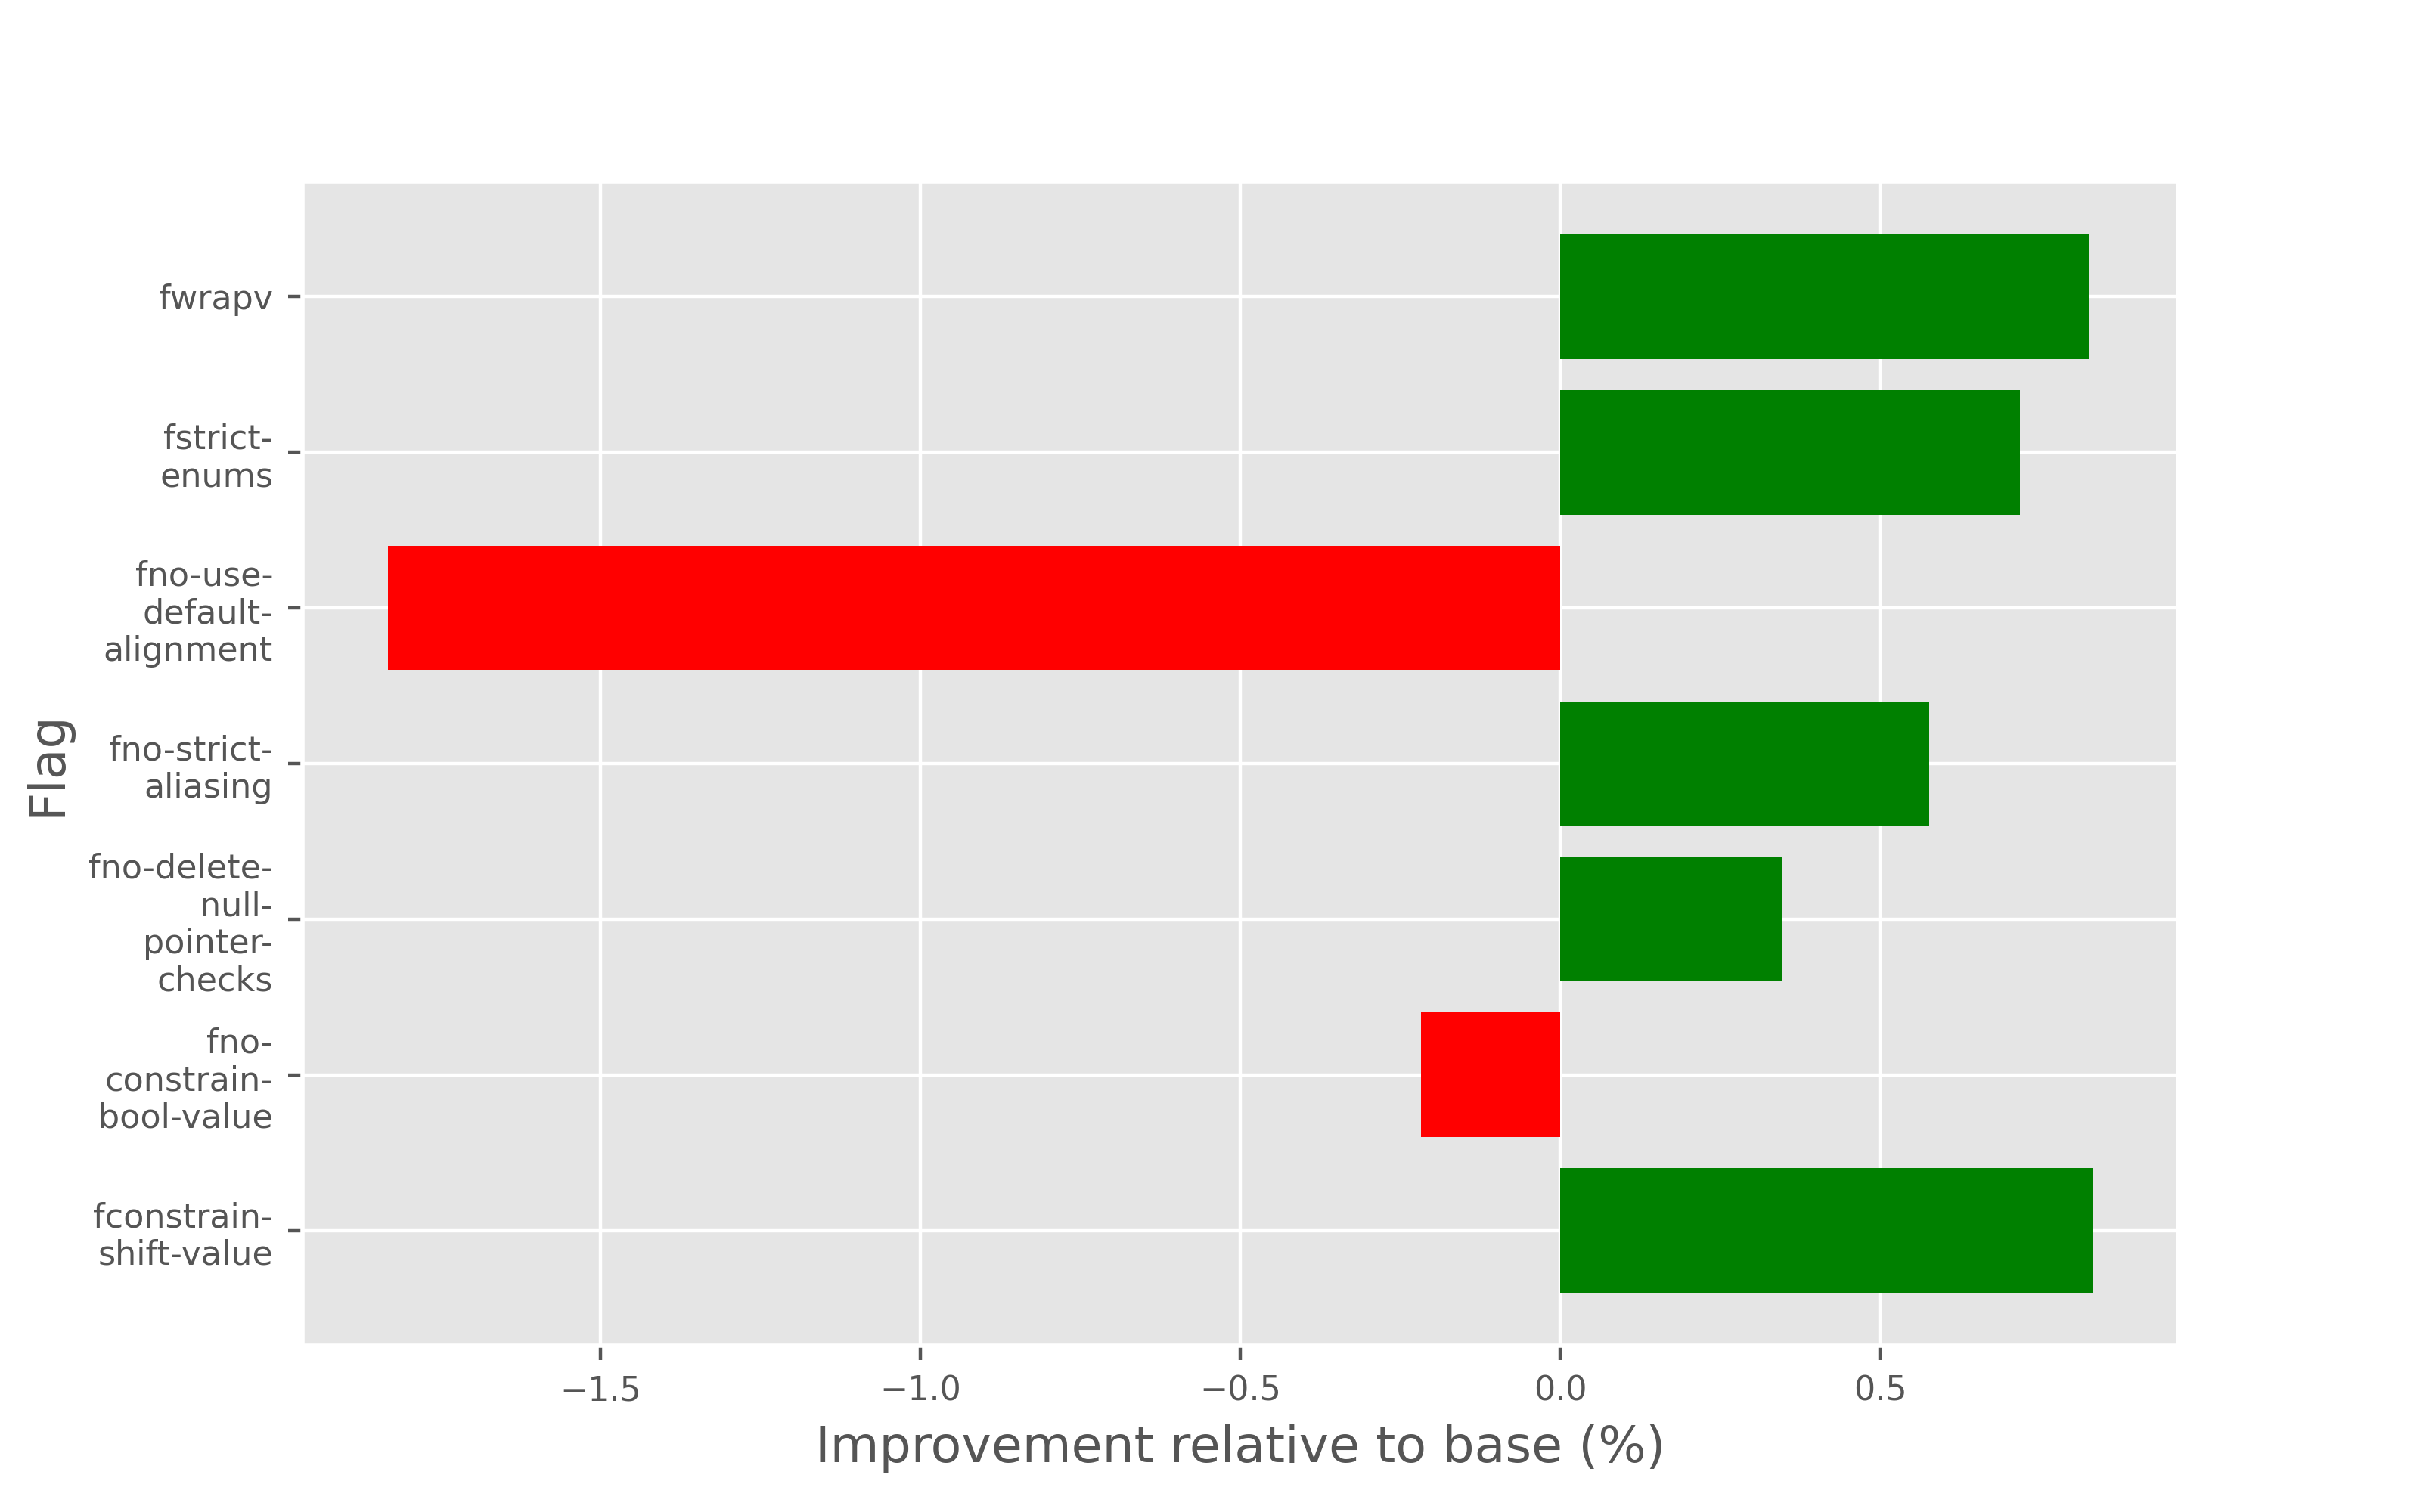 Flag
fwrapv
fstrict-
enums
fno-use-
default-
alignment
fno-strict-
aliasing
fno-delete-
null-
pointer-
checks
fno-
constrain-
bool-value
fconstrain-
shift-value
−1.5 −1.0 −0.5 0.0 0.5
Improvement relative to base (%)